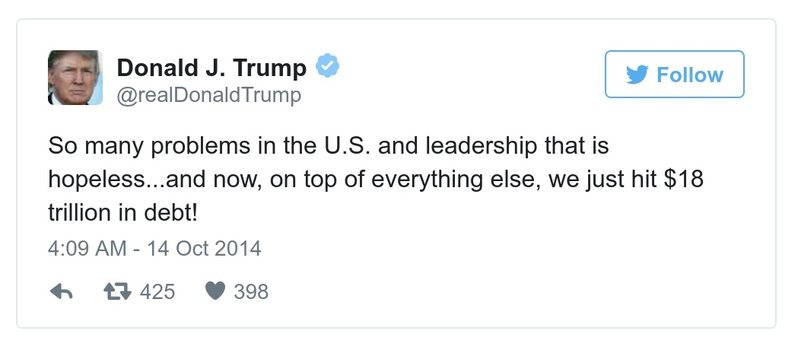 Donald J. Trump
@realDonaldTrump
Follow
So many problems in the U.S. and leadership that is
hopeless...and now, on top of everything else, we just hit $18
trillion in debt!
4:09 AM - 14 Oct 2014
425 398